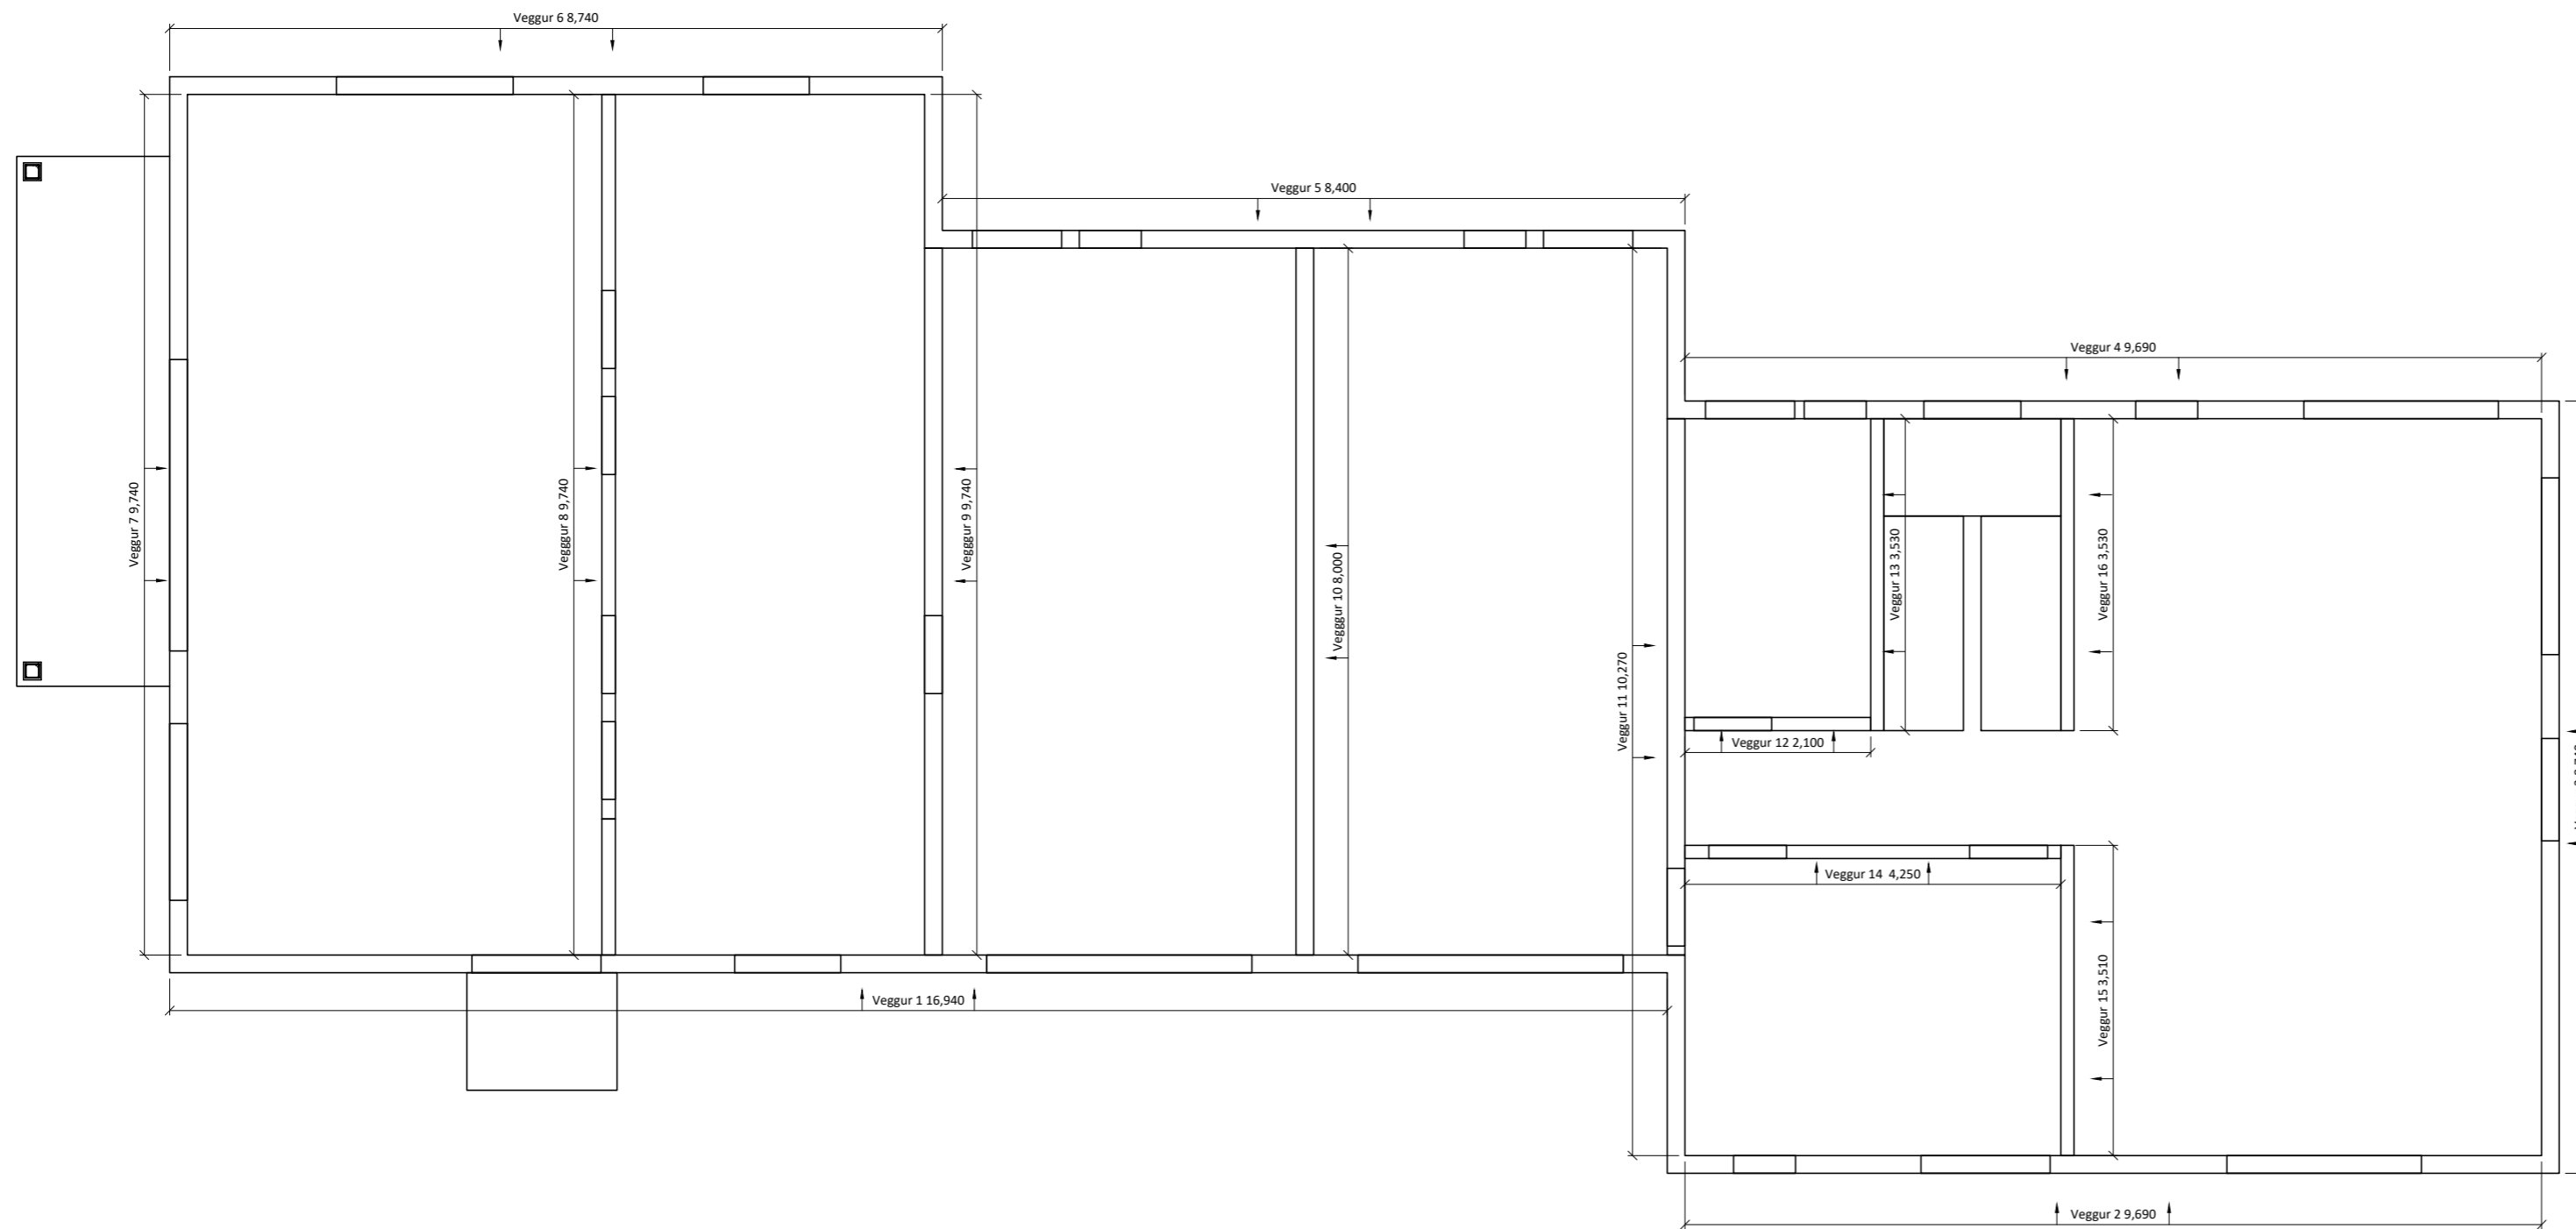 Veggur 6 8,740
Veggur 5 8,400
Veggur 4 9,690
Veggur 7 9,740
Vegggur 8 9,740
Vegggur 9 9,740
Vegggur 10 8,000
Veggur 11 10,270
Veggur 13 3,530
Veggur 16 3,530
Veggur 12 2,100
Veggur 14 4,250
Veggur 15 3,510
Veggur 1 16,940
Veggur 2 9,690